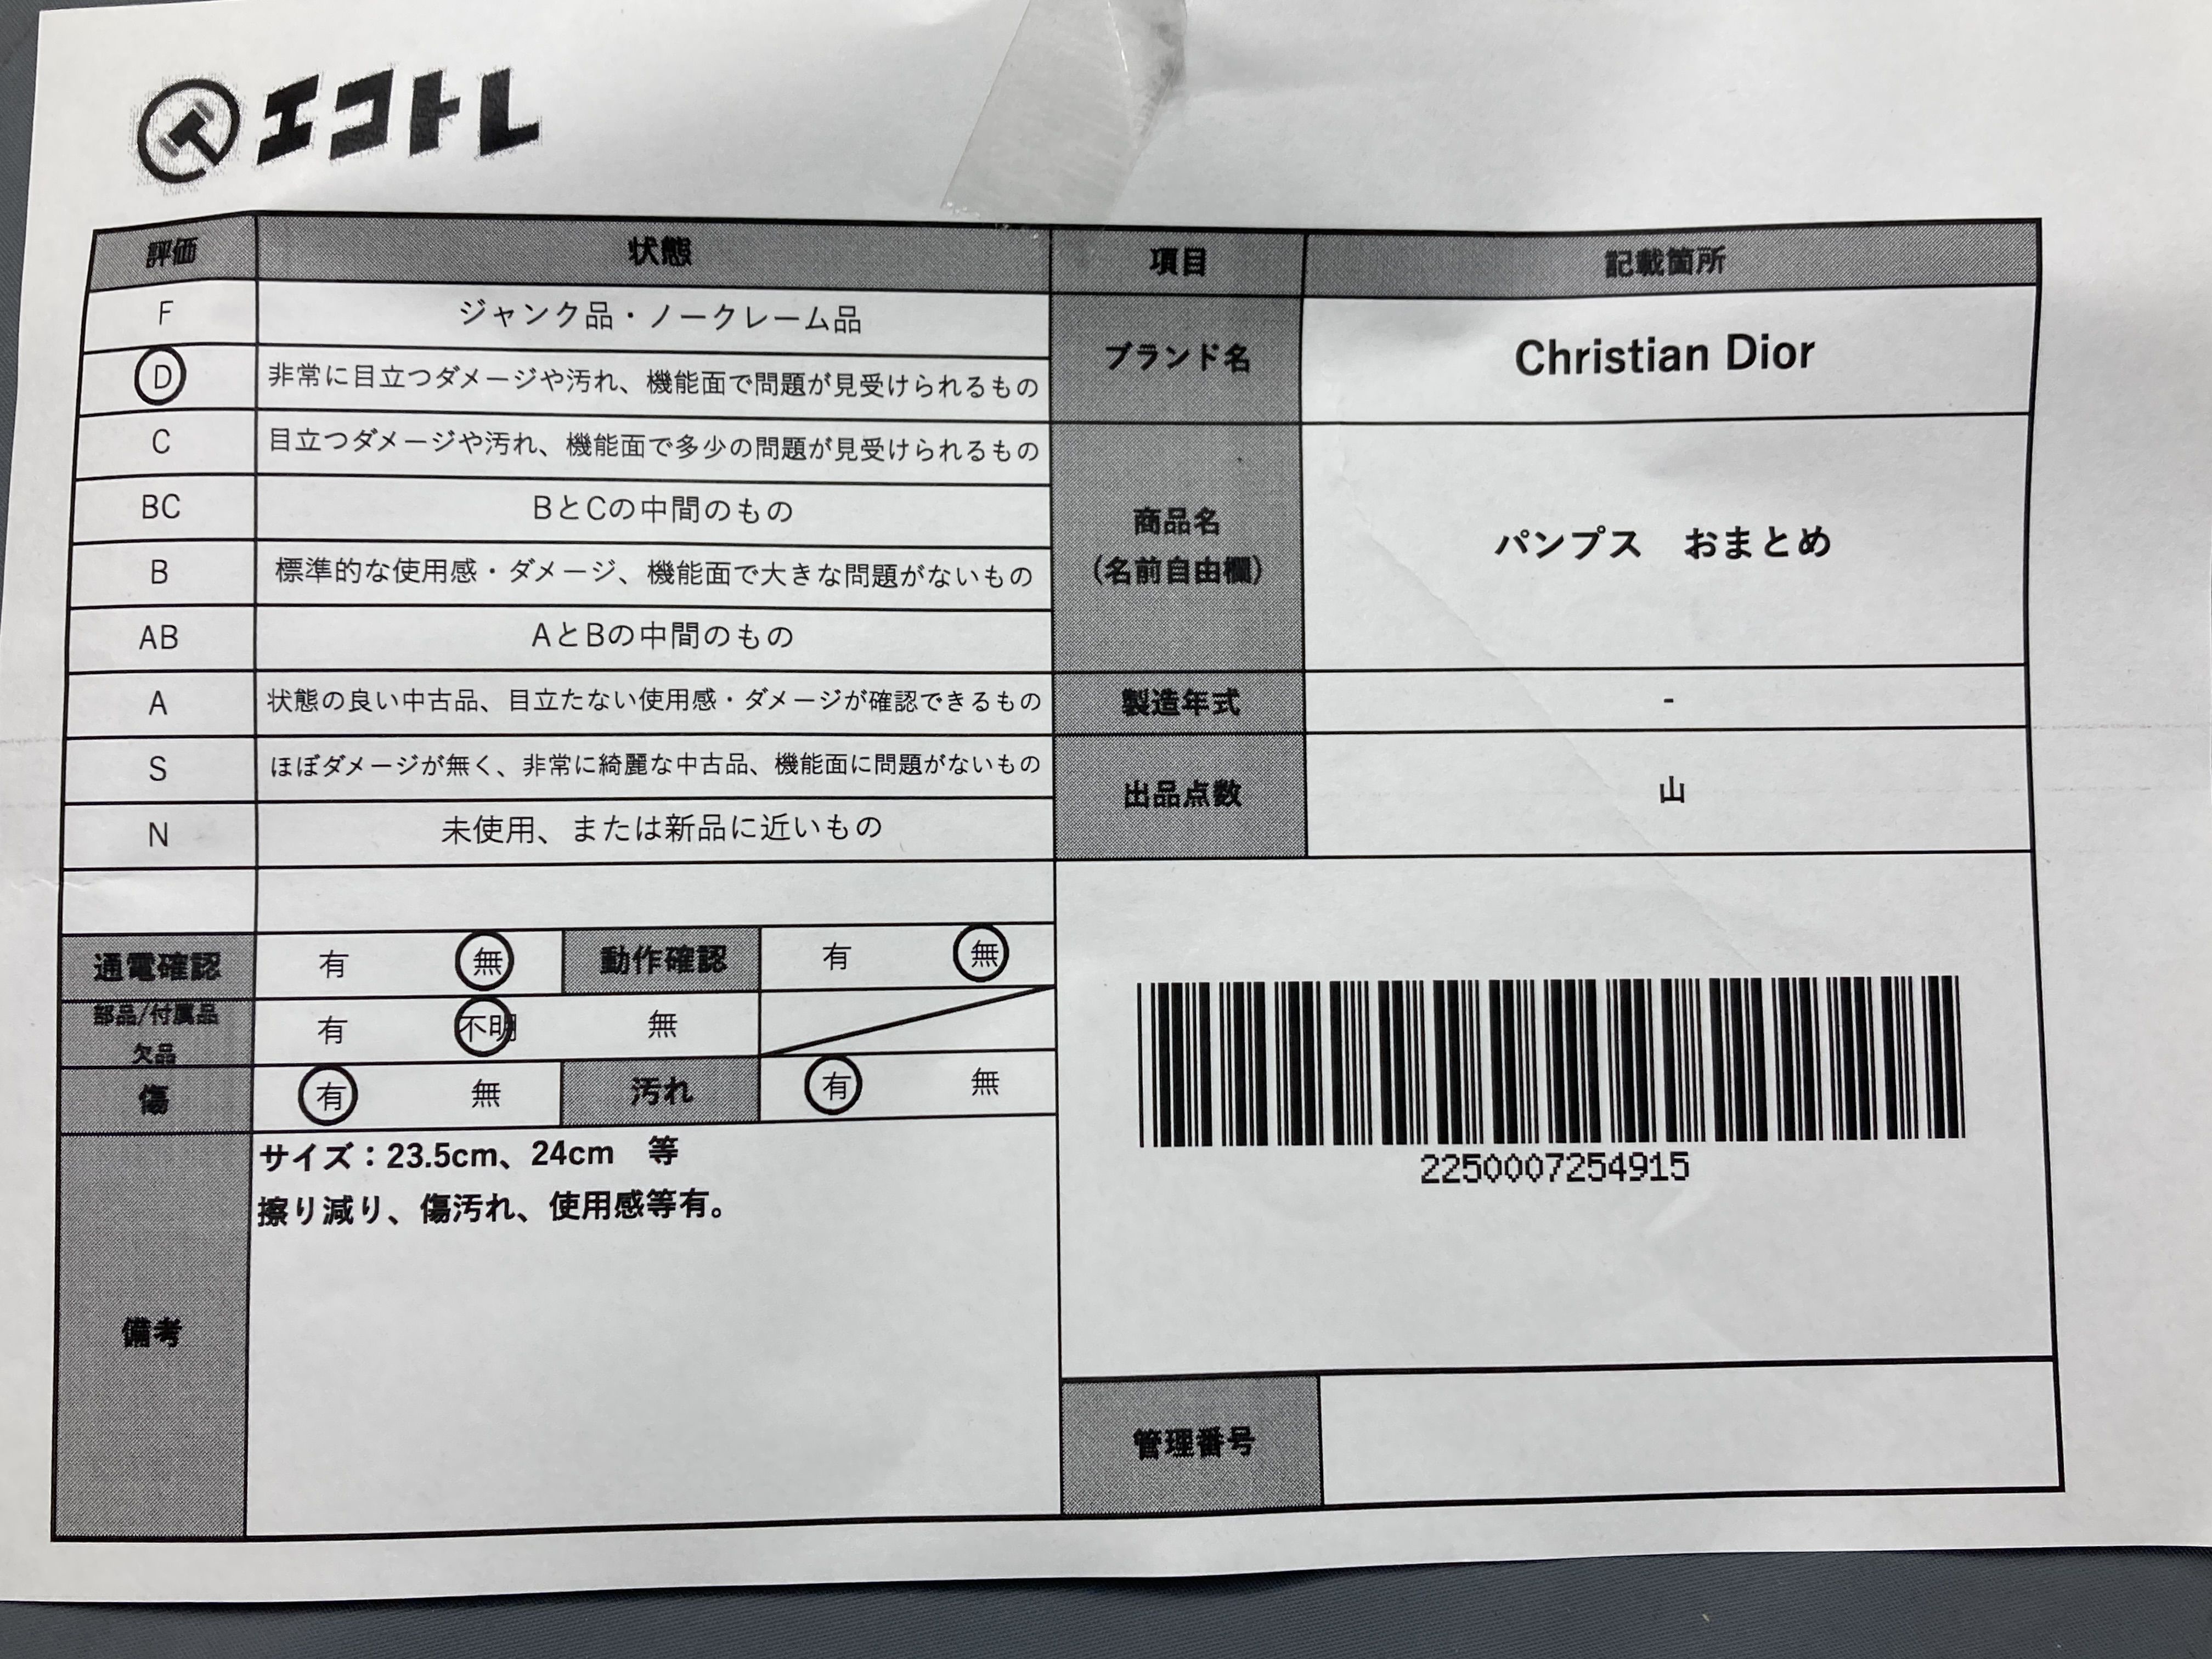 エコトレ
評価 状態 項目 記載箇所
F ジャンク品・ノークレーム品
D 非常に目立つダメージや汚れ、機能面で問題が見受けられるもの
ブランド名 Christian Dior
C 目立つダメージや汚れ、機能面で多少の問題が見受けられるもの
BC BとCの中間のもの
商品名
(名前自由欄)
パンプス おまとめ
B 標準的な使用感・ダメージ、機能面で大きな問題がないもの
AB AとBの中間のもの
A 状態の良い中古品、目立たない使用感・ダメージが確認できるもの
製造年式 -
S ほぼダメージが無く、非常に綺麗な中古品、機能面に問題がないもの
出品点数 山
N 未使用、または新品に近いもの
通電確認 有 無 動作確認 有 無
部品/付属品
欠品
有 不明 無
傷 有 無 汚れ 有 無
備考
サイズ：23.5cm、24cm 等
擦り減り、傷汚れ、使用感等有。
2250007254915
管理番号